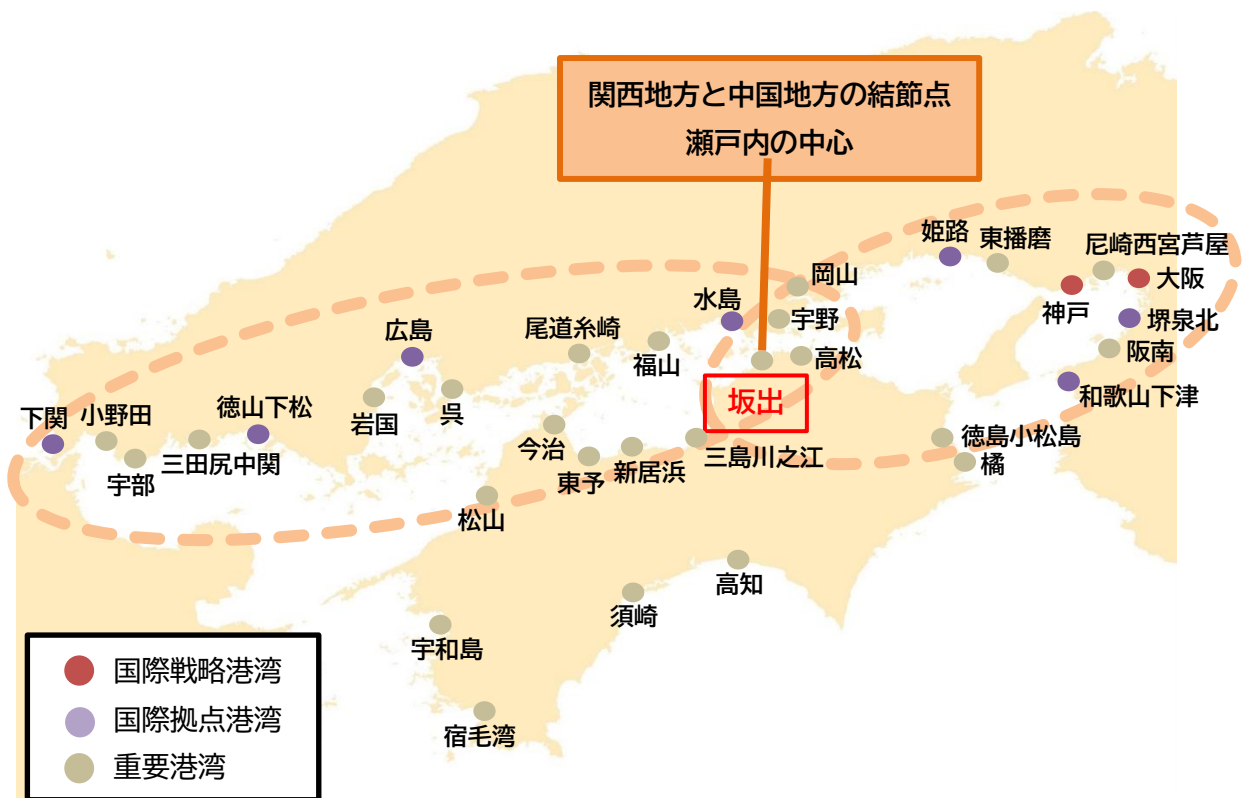 関西地方と中国地方の結節点
瀬戸内の中心
姫路
東播磨
尼崎西宮芦屋
大阪
岡山
神戸
水島
宇野
堺泉北
広島
尾道糸崎
福山
高松
阪南
坂出
和歌山下津
下関
小野田
徳山下松
岩国
呉
今治
東予
新居浜
三島川之江
徳島小松島
橘
宇部
三田尻中関
松山
高知
須崎
宇和島
宿毛湾
国際戦略港湾
国際拠点港湾
重要港湾